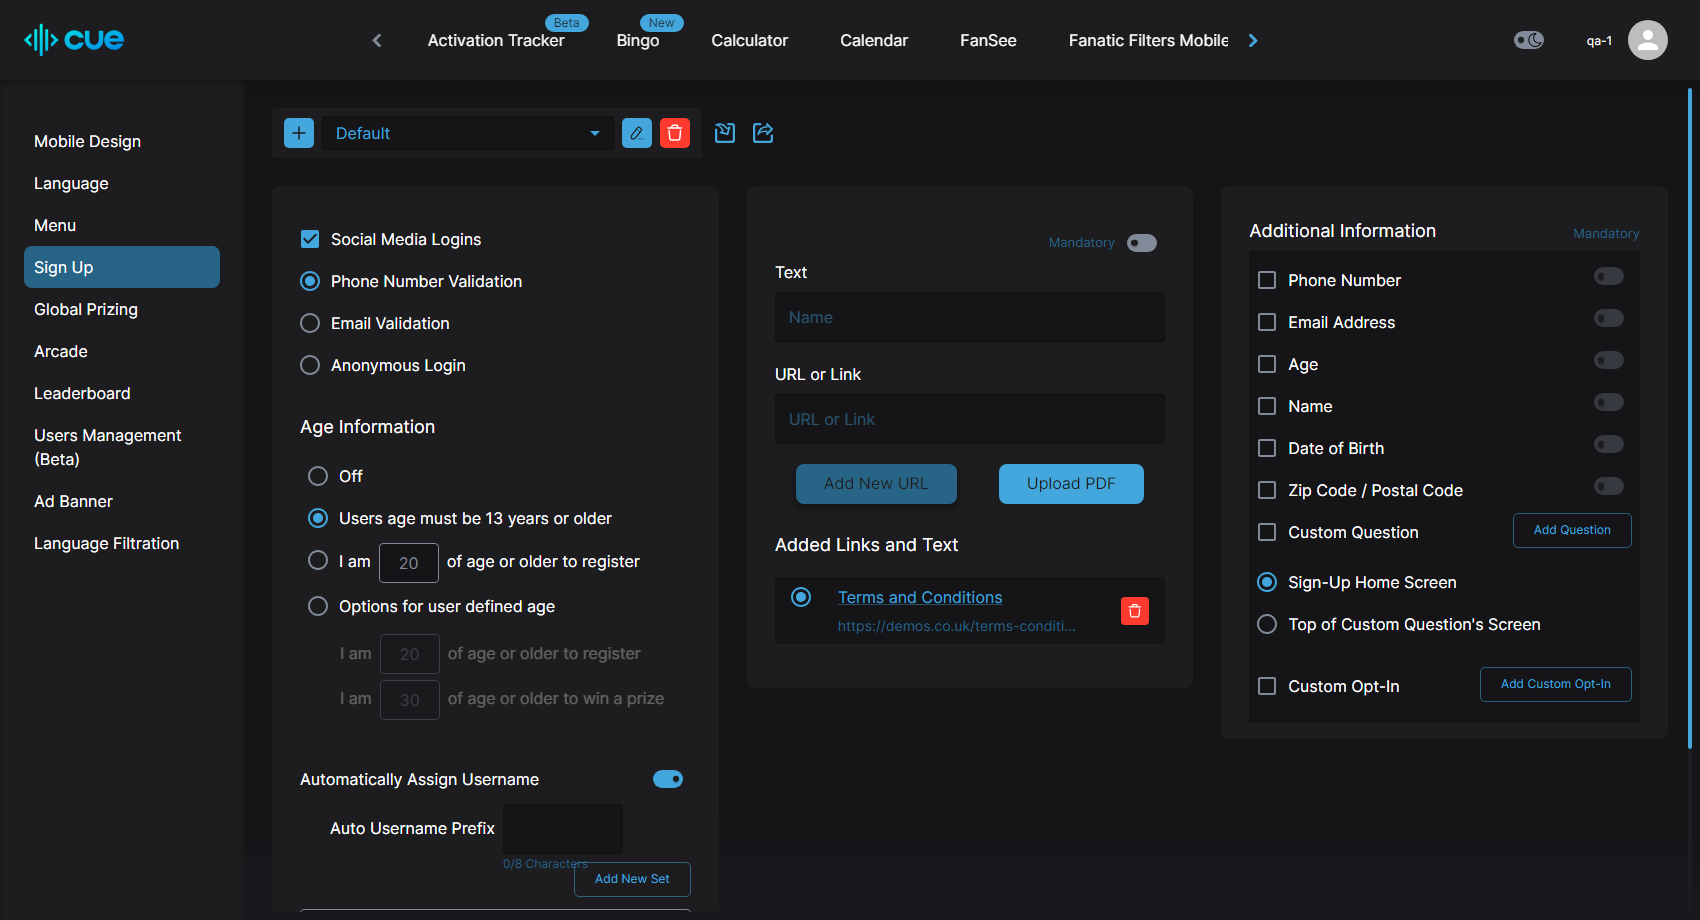 cue
Activation Tracker
Beta
Bingo
New
Calculator
Calendar
FanSee
Fanatic Filters Mobile
qa-1
Mobile Design
Language
Menu
Sign Up
Global Prizing
Arcade
Leaderboard
Users Management
(Beta)
Ad Banner
Language Filtration
Default
Social Media Logins
Phone Number Validation
Email Validation
Anonymous Login
Age Information
Off
Users age must be 13 years or older
I am 20 of age or older to register
Options for user defined age
I am 20 of age or older to register
I am 30 of age or older to win a prize
Automatically Assign Username
Auto Username Prefix
0/8 Characters
Add New Set
Mandatory
Text
Name
URL or Link
URL or Link
Add New URL
Upload PDF
Added Links and Text
Terms and Conditions
https://demos.co.uk/terms-conditi...
Additional Information
Mandatory
Phone Number
Email Address
Age
Name
Date of Birth
Zip Code / Postal Code
Custom Question
Add Question
Sign-Up Home Screen
Top of Custom Question's Screen
Custom Opt-In
Add Custom Opt-In